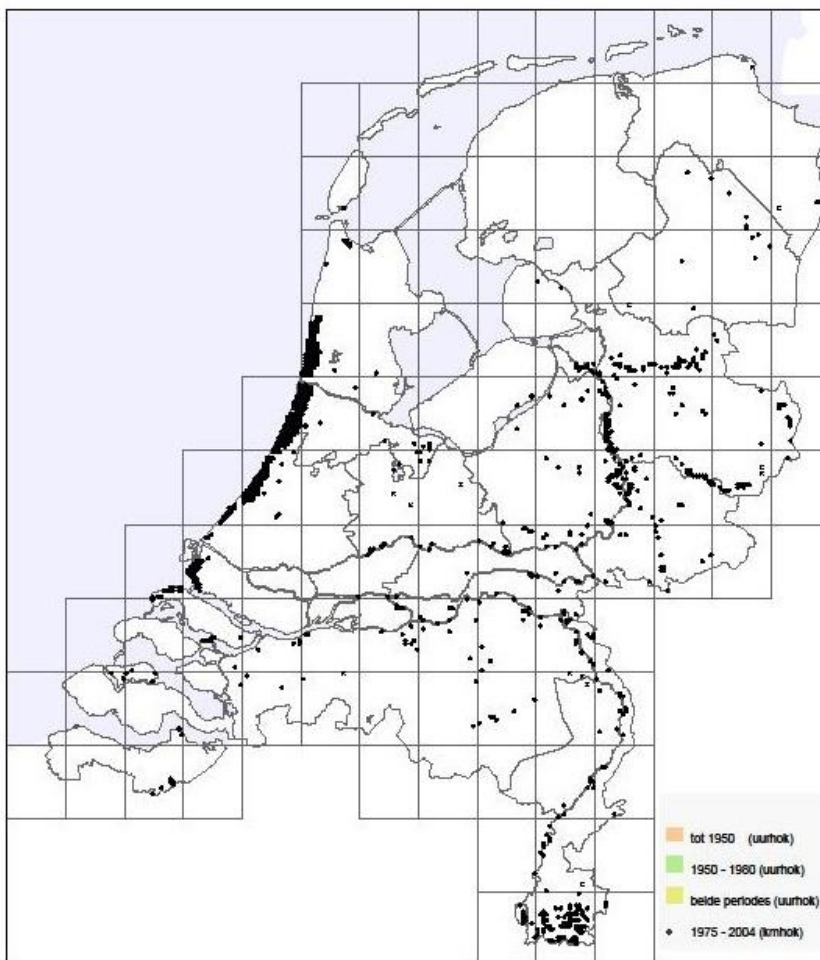 tot 1950 (uurhok)
1950 - 1980 (uurhok)
beide periodes (uurhok)
1975 - 2004 (kmhok)